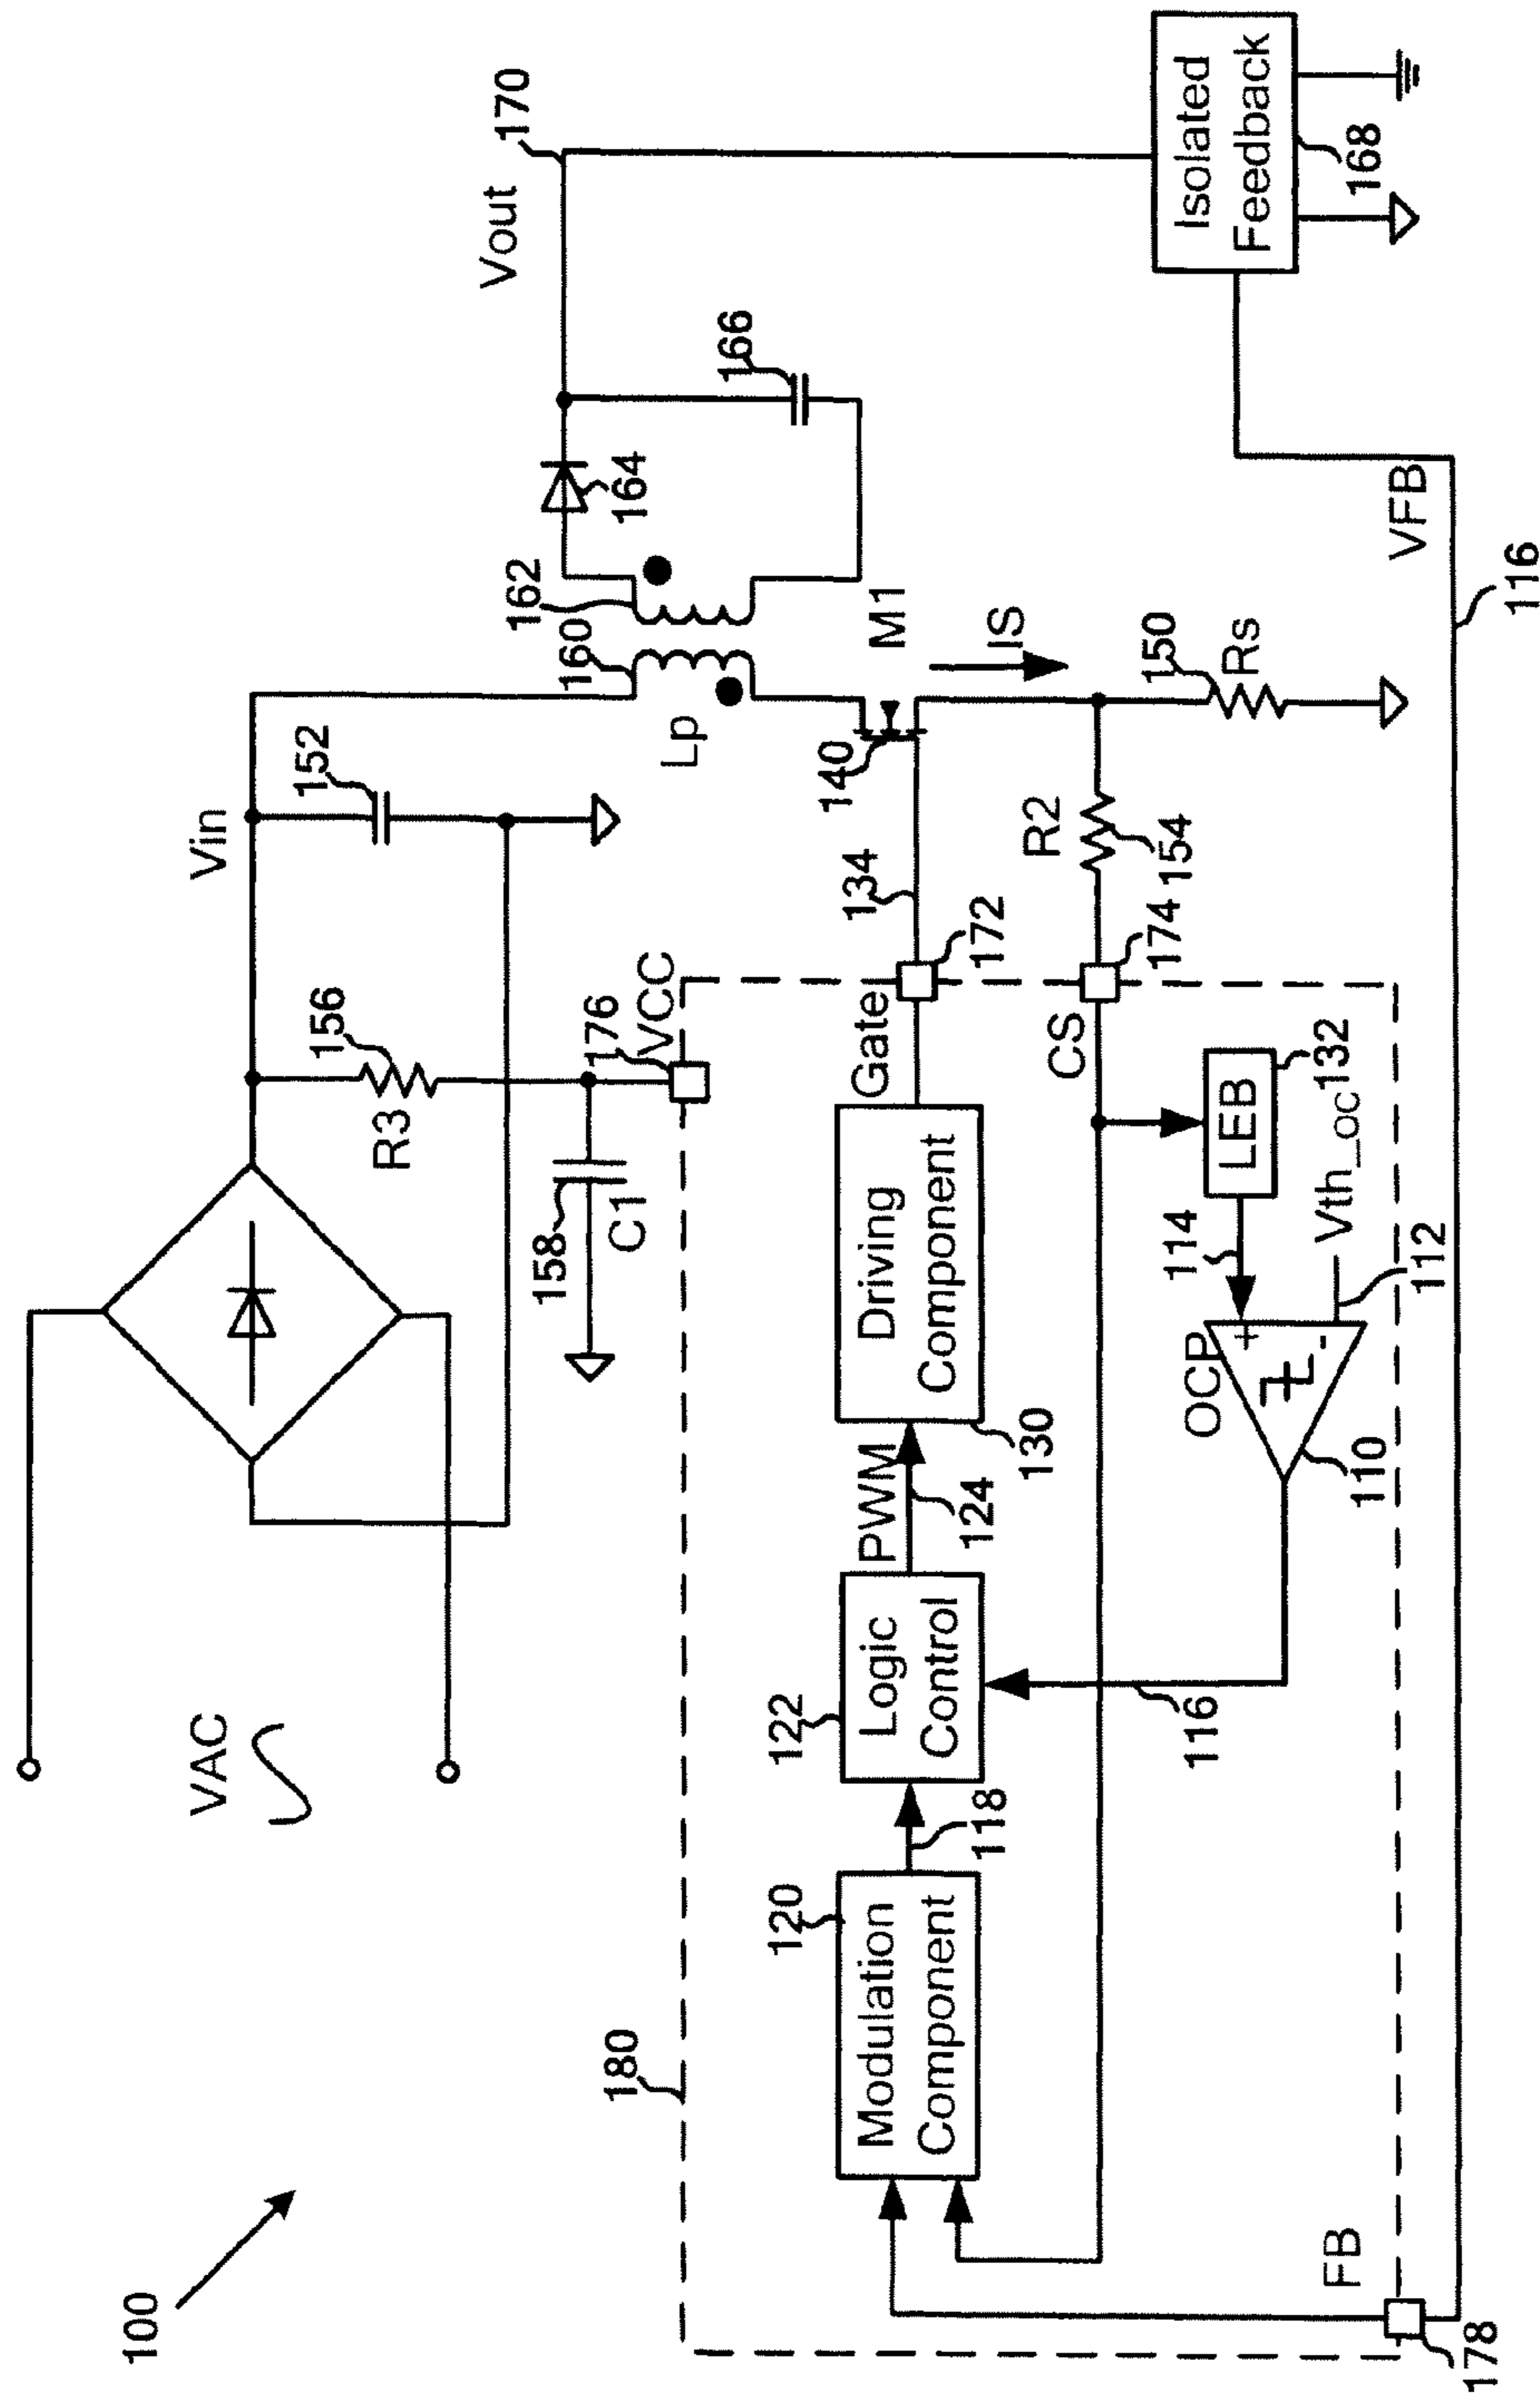 100
VAC
Vin
152
156
R3
158
C1
176
VCC
160
Lp
162
164
166
Vout
170
180
120
Modulation
Component
118
122
Logic
Control
PWM
124
Driving
Component
130
Gate
172
134
140
M1
IS
CS
174
R2
154
150
Rs
116
OCP
+
-
110
114
LEB
132
Vth_oc
112
FB
178
VFB
116
Isolated
Feedback
168